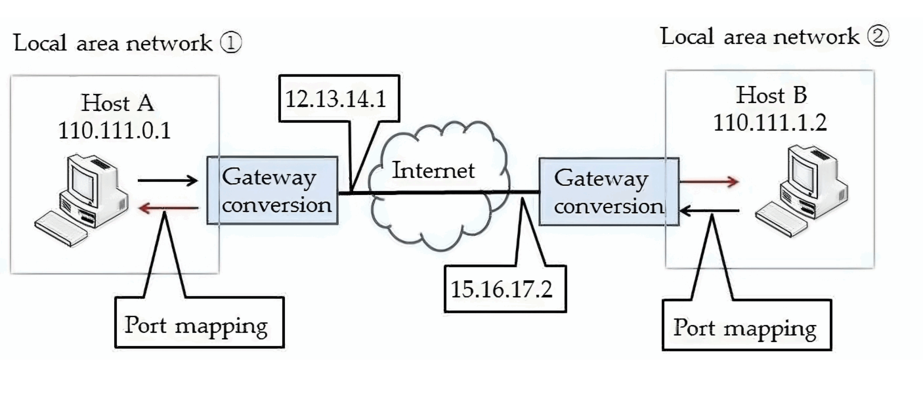 Local area network ①
Local area network ②
Host A
110.111.0.1
12.13.14.1
Host B
110.111.1.2
Gateway
conversion
Internet
Gateway
conversion
15.16.17.2
Port mapping
Port mapping